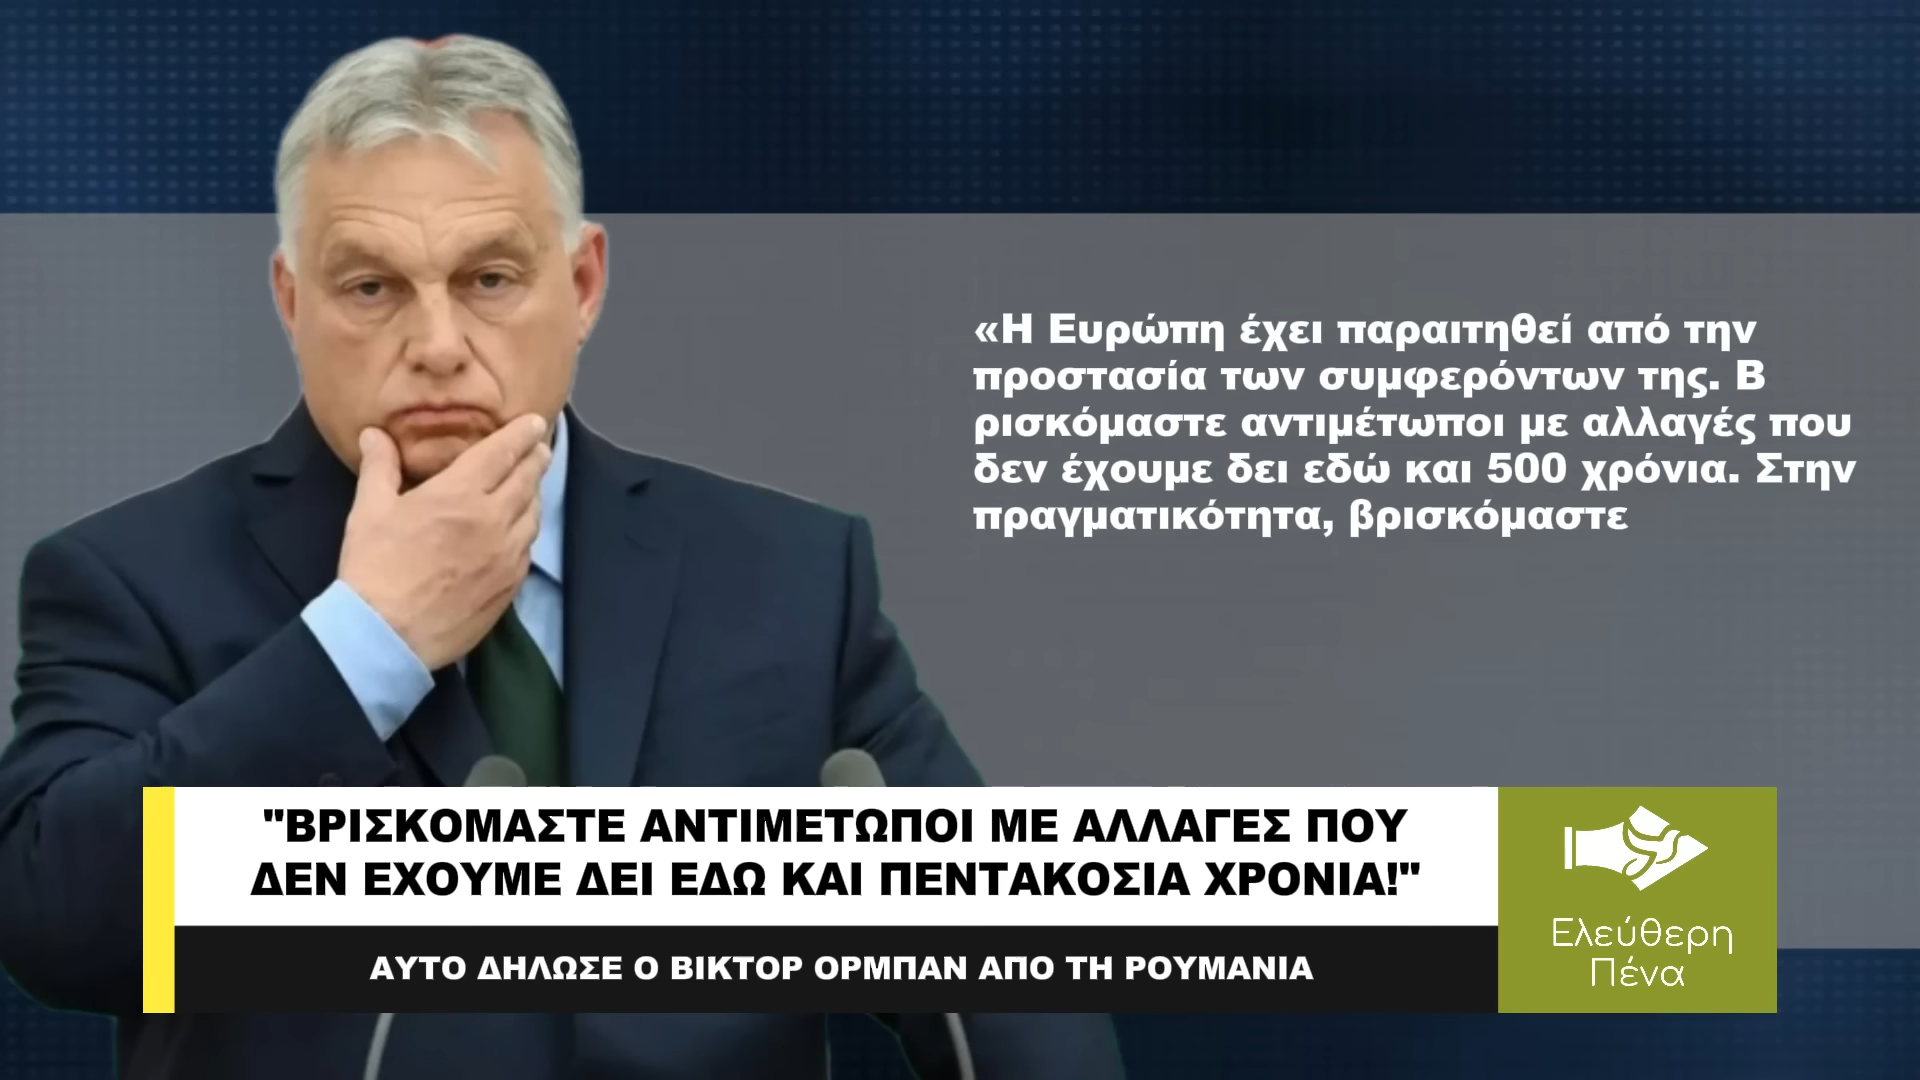 «Η Ευρώπη έχει παραιτηθεί από την
προστασία των συμφερόντων της. Β
ρισκόμαστε αντιμέτωποι με αλλαγές που
δεν έχουμε δει εδώ και 500 χρόνια. Στην
πραγματικότητα, βρισκόμαστε
"ΒΡΙΣΚΟΜΑΣΤΕ ΑΝΤΙΜΕΤΩΠΟΙ ΜΕ ΑΛΛΑΓΕΣ ΠΟΥ
ΔΕΝ ΕΧΟΥΜΕ ΔΕΙ ΕΔΩ ΚΑΙ ΠΕΝΤΑΚΟΣΙΑ ΧΡΟΝΙΑ!"
ΑΥΤΟ ΔΗΛΩΣΕ Ο ΒΙΚΤΟΡ ΟΡΜΠΑΝ ΑΠΟ ΤΗ ΡΟΥΜΑΝΙΑ
Ελεύθερη
Πένα